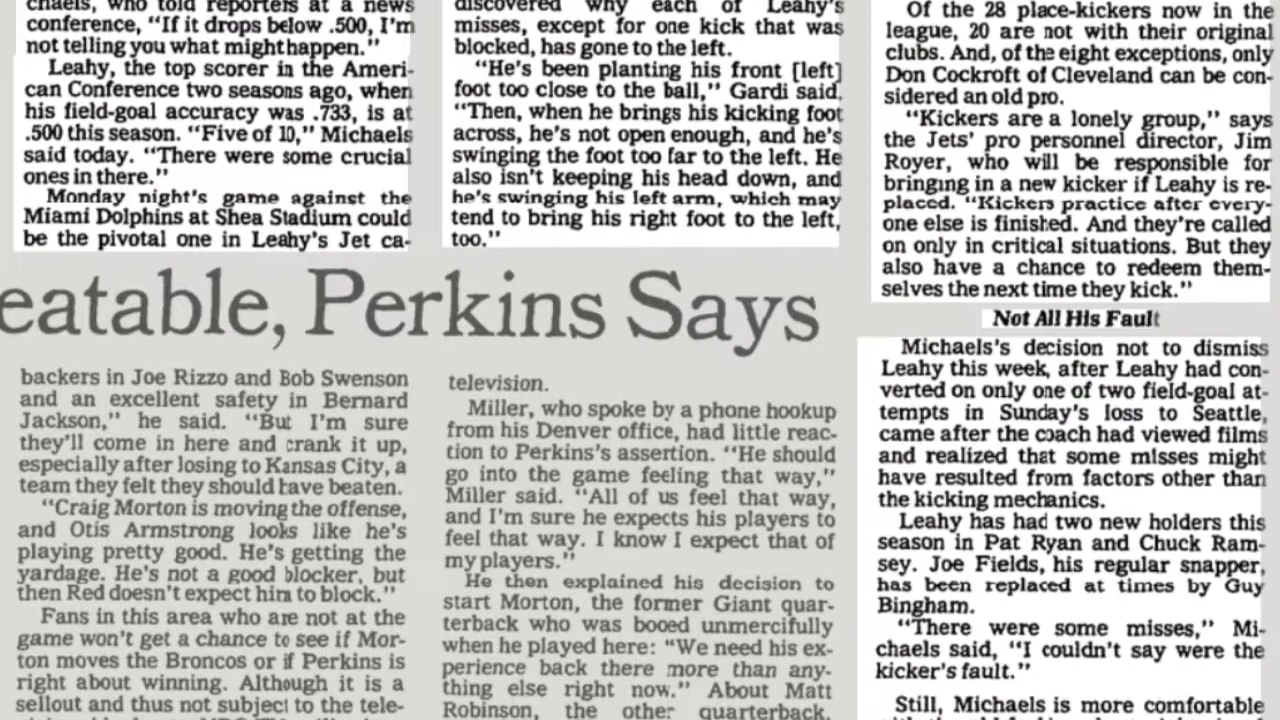 chaels, who told reporters at a news
conference, "If it drops below .500, I'm
not telling you what might happen."
Leahy, the top scorer in the Ameri-
can Conference two seasons ago, when
his field-goal accuracy was .733, is at
.500 this season. "Five of 10," Michaels
said today. "There were some crucial
ones in there."
Monday night's game against the
Miami Dolphins at Shea Stadium could
be the pivotal one in Leahy's Jet ca-
discovered why each of Leahy's
misses, except for one kick that was
blocked, has gone to the left.
"He's been planting his front [left]
foot too close to the ball," Gardi said.
"Then, when he brings his kicking foot
across, he's not open enough, and he's
swinging the foot too far to the left. He
also isn't keeping his head down, and
he's swinging his left arm, which may
tend to bring his right foot to the left,
too."
Of the 28 place-kickers now in the
league, 20 are not with their original
clubs. And, of the eight exceptions, only
Don Cockroft of Cleveland can be con-
sidered an old pro.
"Kickers are a lonely group," says
the Jets' pro personnel director, Jim
Royer, who will be responsible for
bringing in a new kicker if Leahy is re-
placed. "Kickers practice after every-
one else is finished. And they're called
on only in critical situations. But they
also have a chance to redeem them-
selves the next time they kick."
Not All His Fault
Michaels's decision not to dismiss
Leahy this week, after Leahy had con-
verted on only one of two field-goal at-
tempts in Sunday's loss to Seattle,
came after the coach had viewed films
and realized that some misses might
have resulted from factors other than
the kicking mechanics.
Leahy has had two new holders this
season in Pat Ryan and Chuck Ram-
sey. Joe Fields, his regular snapper,
has been replaced at times by Guy
Bingham.
"There were some misses," Mi-
chaels said, "I couldn't say were the
kicker's fault."
Still, Michaels is more comfortable
eatable, Perkins Says
backers in Joe Rizzo and Bob Swenson
and an excellent safety in Bernard
Jackson," he said. "But I'm sure
they'll come in here and crank it up,
especially after losing to Kansas City, a
team they felt they should have beaten.
"Craig Morton is moving the offense,
and Otis Armstrong looks like he's
playing pretty good. He's getting the
yardage. He's not a good blocker, but
then Red doesn't expect him to block."
Fans in this area who are not at the
game won't get a chance to see if Mor-
ton moves the Broncos or if Perkins is
right about winning. Although it is a
sellout and thus not subject to the tele-
television.
Miller, who spoke by a phone hookup
from his Denver office, had little reac-
tion to Perkins's assertion. "He should
go into the game feeling that way,"
Miller said. "All of us feel that way,
and I'm sure he expects his players to
feel that way. I know I expect that of
my players."
He then explained his decision to
start Morton, the former Giant quar-
terback who was booed unmercifully
when he played here: "We need his ex-
perience back there more than any-
thing else right now." About Matt
Robinson, the other quarterback,